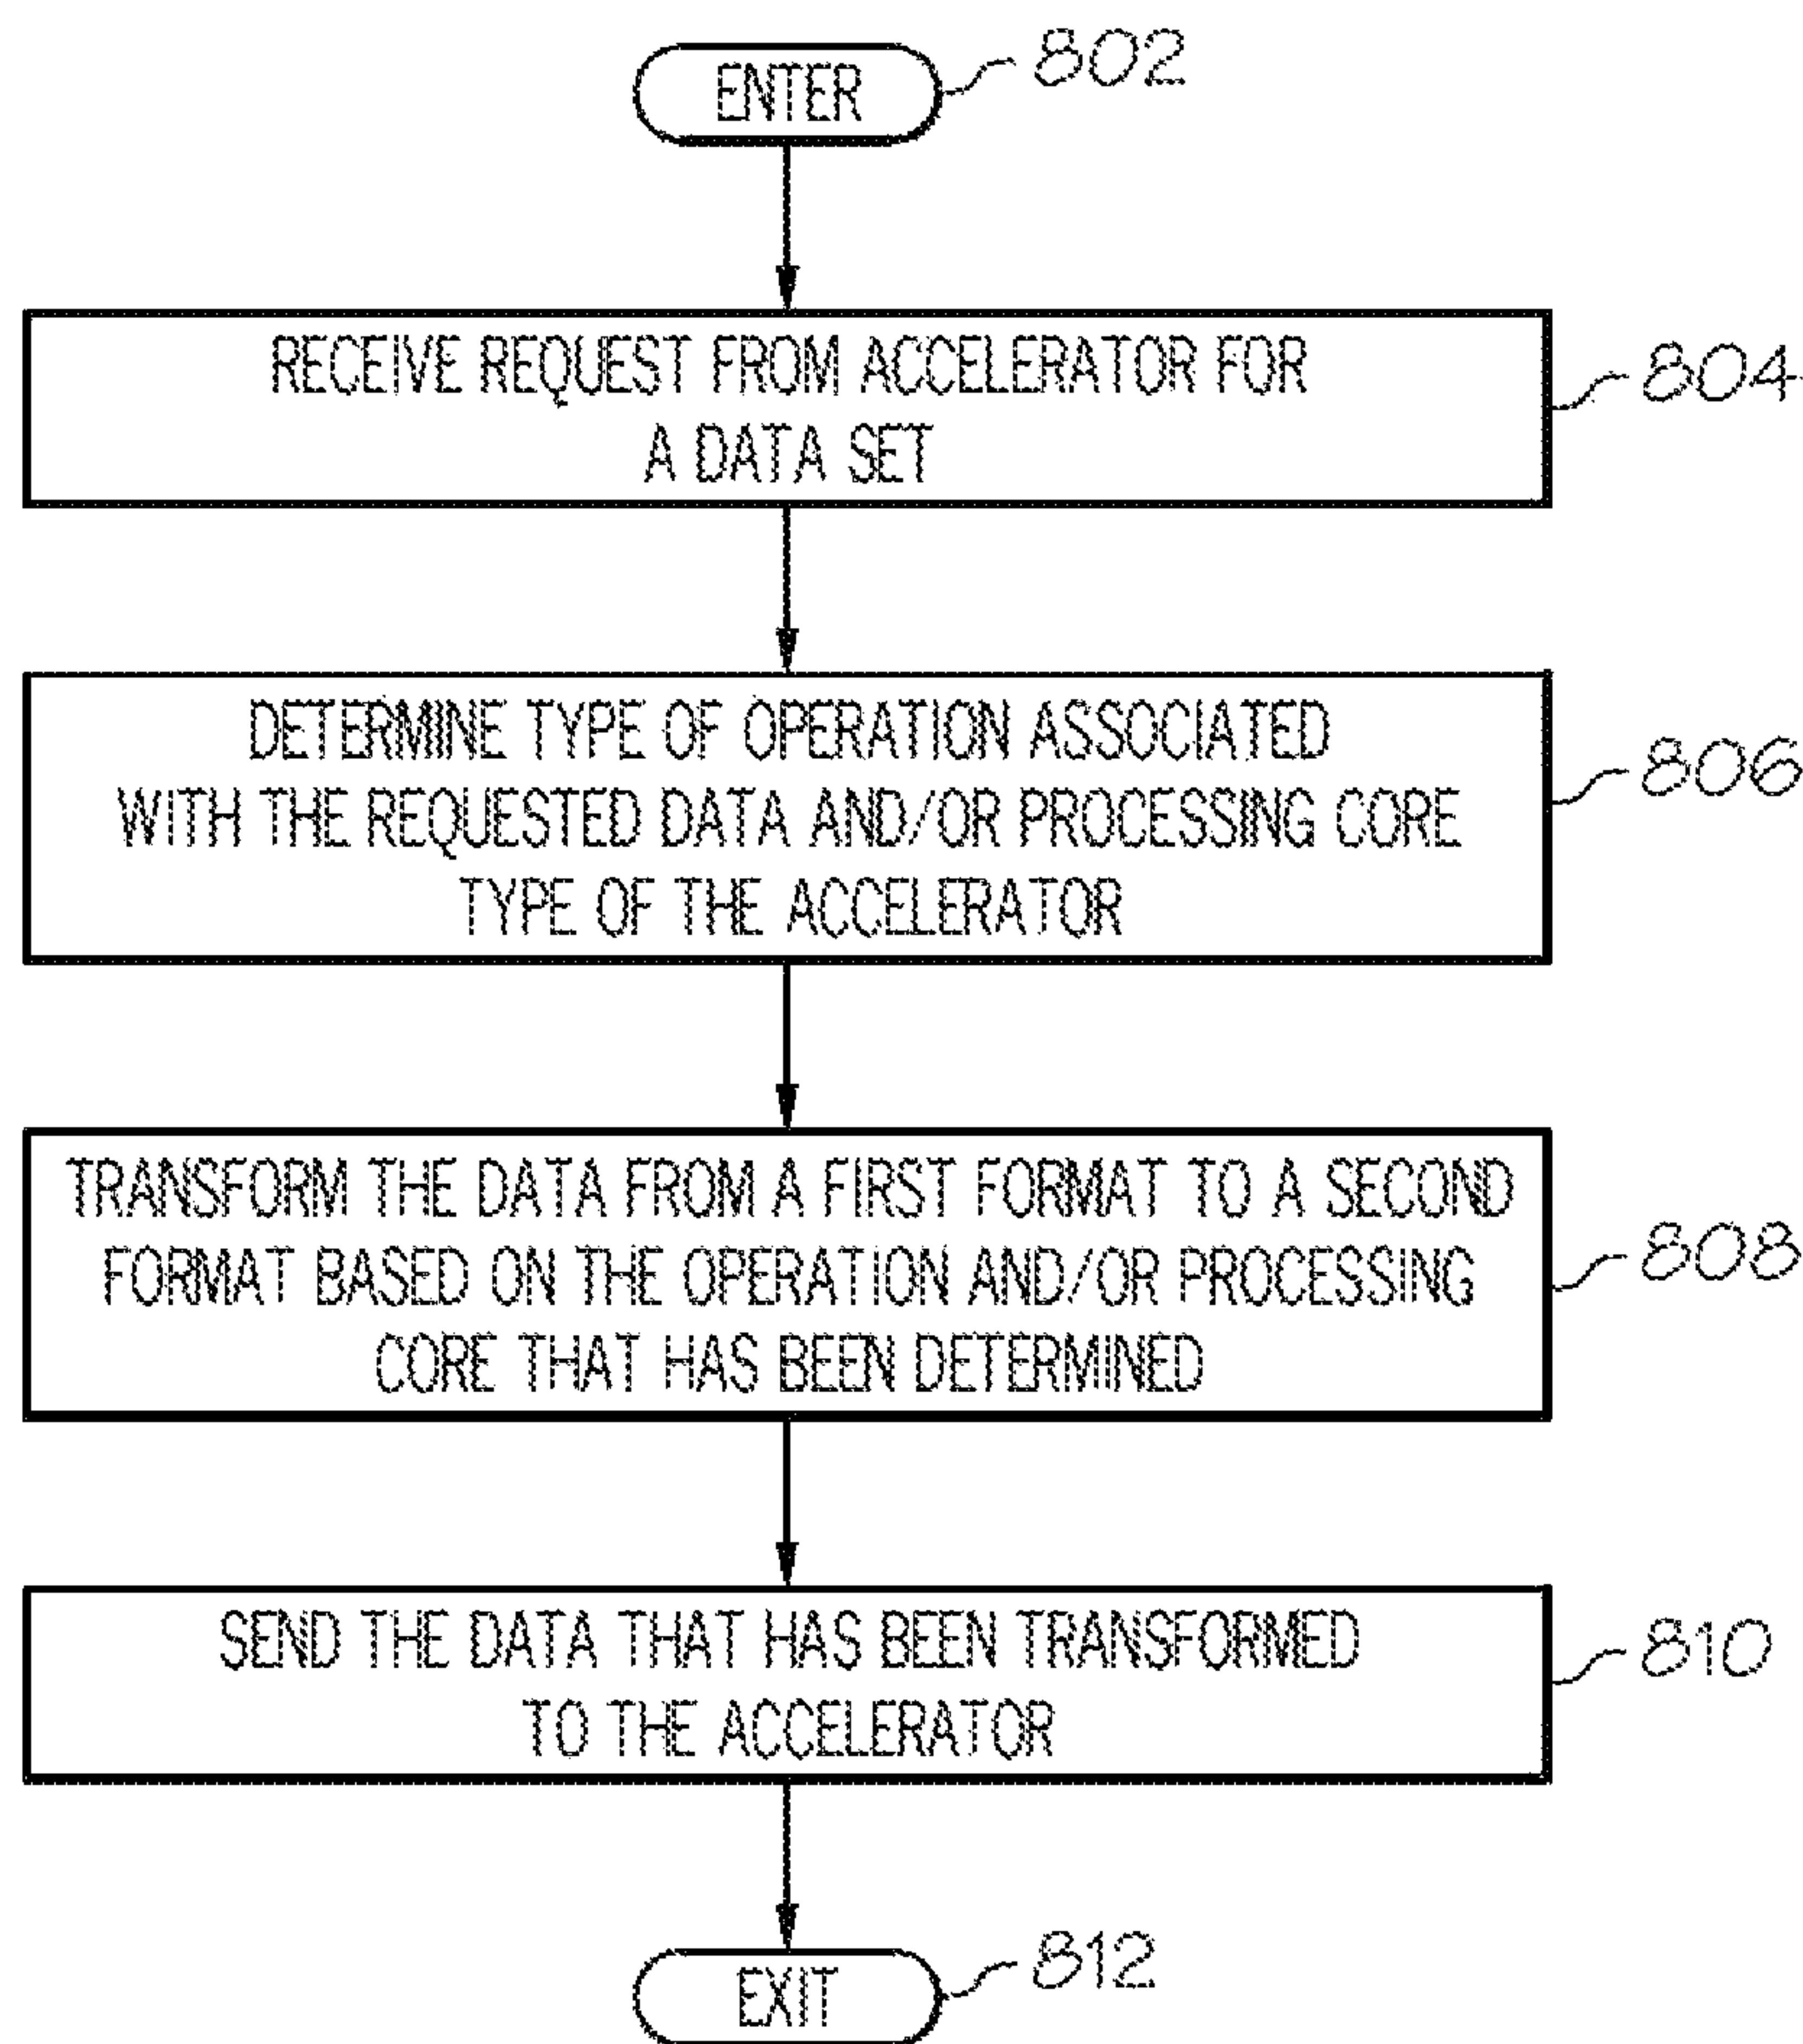 ENTER 802
RECEIVE REQUEST FROM ACCELERATOR FOR
A DATA SET
804
DETERMINE TYPE OF OPERATION ASSOCIATED
WITH THE REQUESTED DATA AND/OR PROCESSING CORE
TYPE OF THE ACCELERATOR
806
TRANSFORM THE DATA FROM A FIRST FORMAT TO A SECOND
FORMAT BASED ON THE OPERATION AND/OR PROCESSING
CORE THAT HAS BEEN DETERMINED
808
SEND THE DATA THAT HAS BEEN TRANSFORMED
TO THE ACCELERATOR
810
EXIT 812